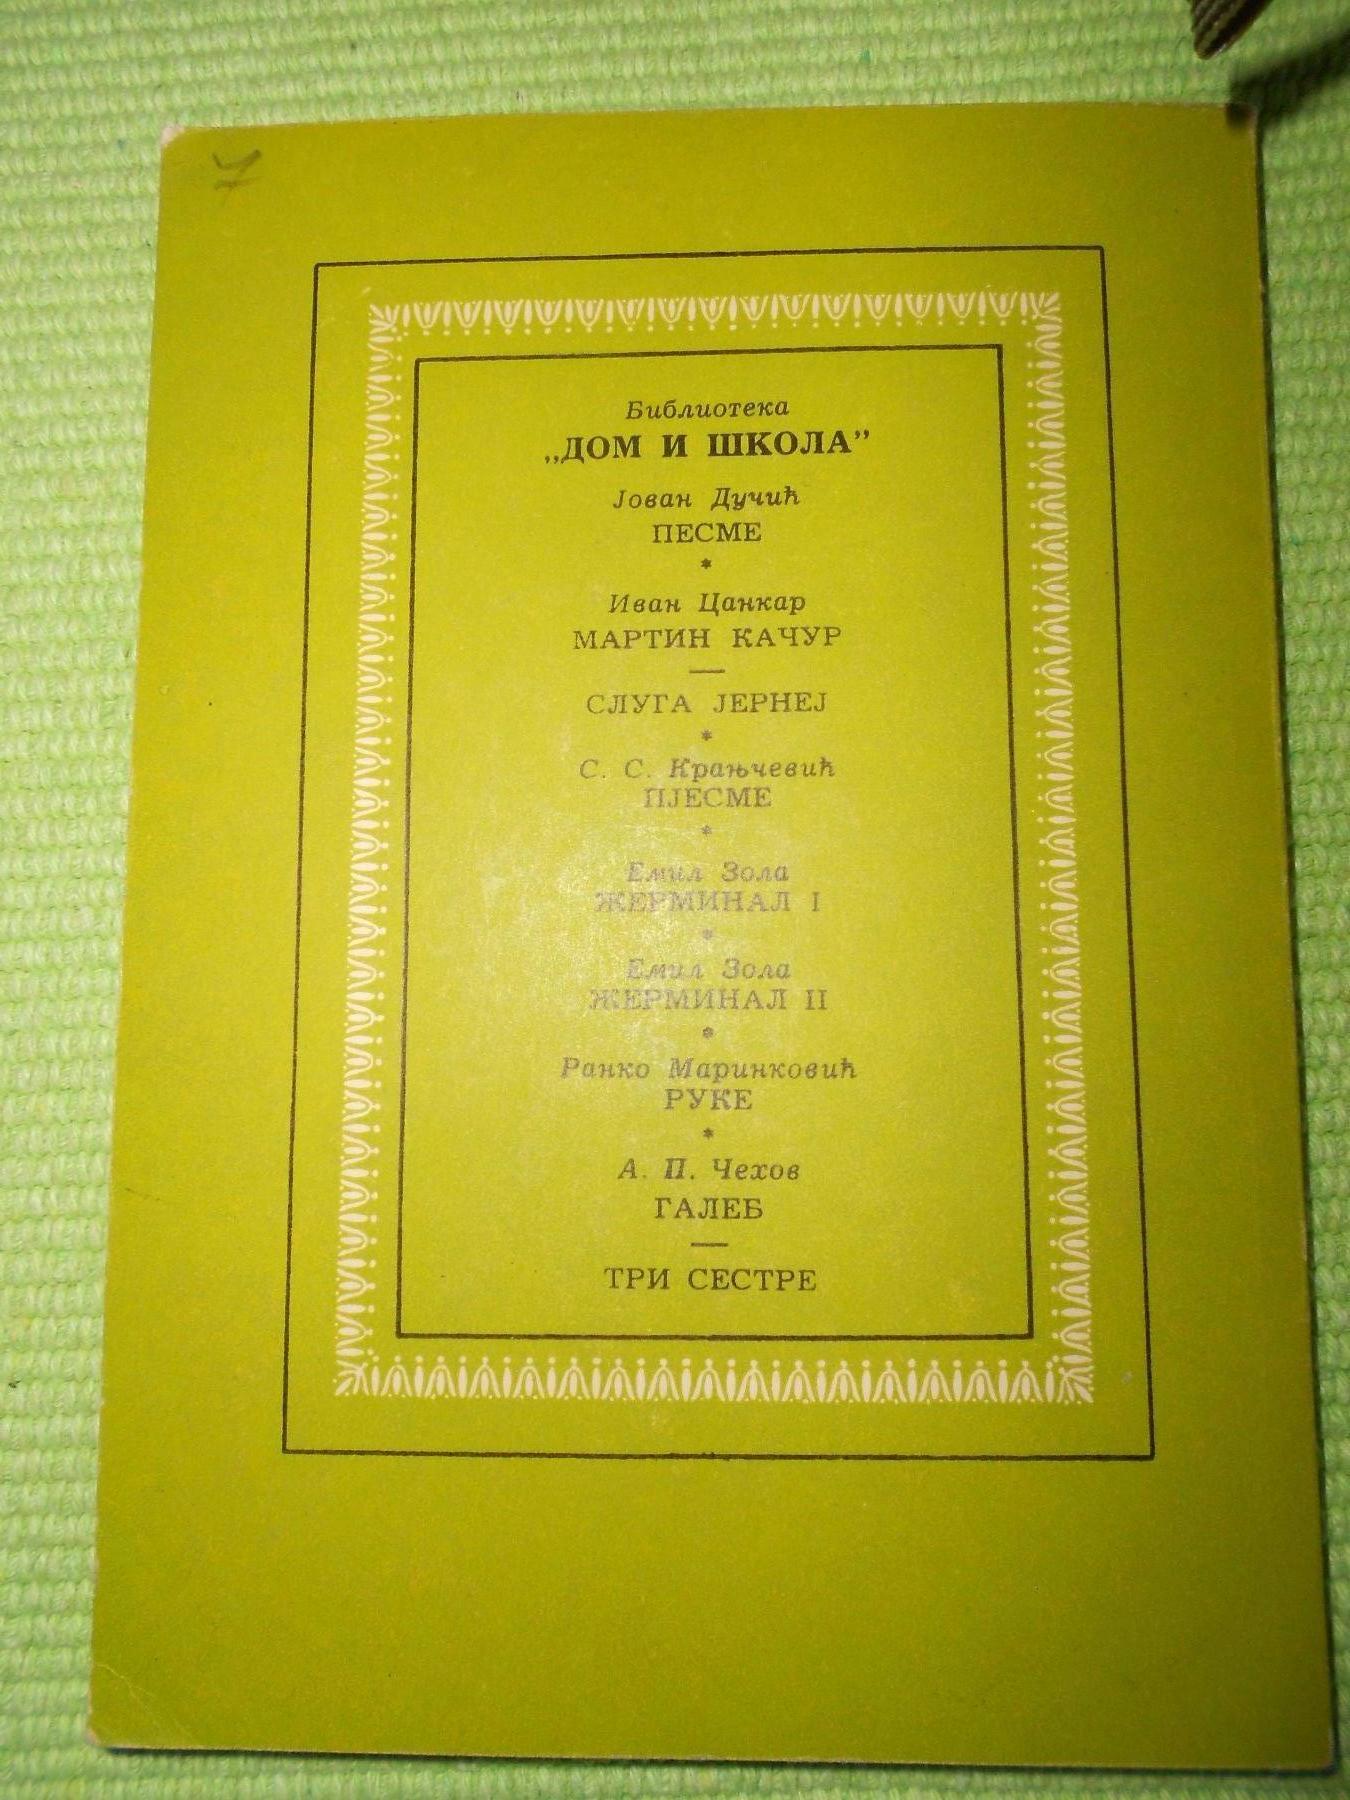 7
Библиотека
„ДОМ И ШКОЛА”
Јован Дучић
ПЕСМЕ
*
Иван Цанкар
МАРТИН КАЧУР
—
СЛУГА ЈЕРНЕЈ
*
С. С. Крањчевић
ПЈЕСМЕ
*
Емил Зола
ЖЕРМИНАЛ I
*
Емил Зола
ЖЕРМИНАЛ II
*
Ранко Маринковић
РУКЕ
*
А. П. Чехов
ГАЛЕБ
—
ТРИ СЕСТРЕ